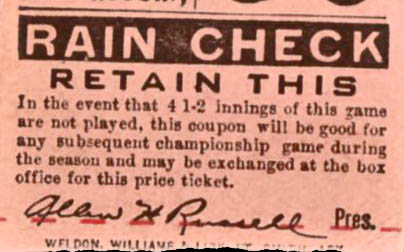 RAIN CHECK
RETAIN THIS
In the event that 4 1-2 innings of this game
are not played, this coupon will be good for
any subsequent championship game during
the season and may be exchanged at the box
office for this price ticket.
Allan H Russell Pres.
WELDON, WILLIAMS